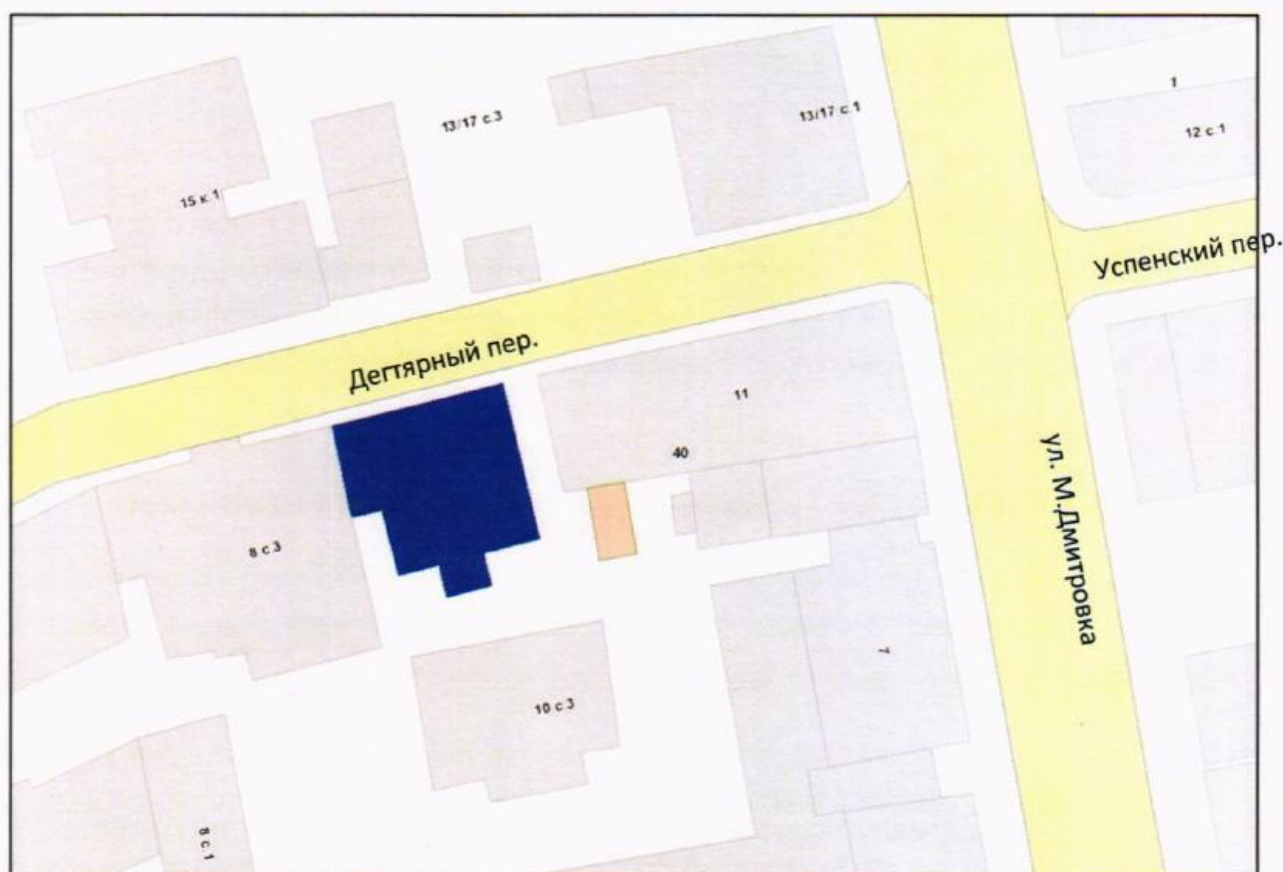 1
13/17 с.3
13/17 с.1
12 с.1
15 к.1
Успенский пер.
Дегтярный пер.
11
40
ул. М.Дмитровка
8 с.3
7
10 с.3
8 с.1